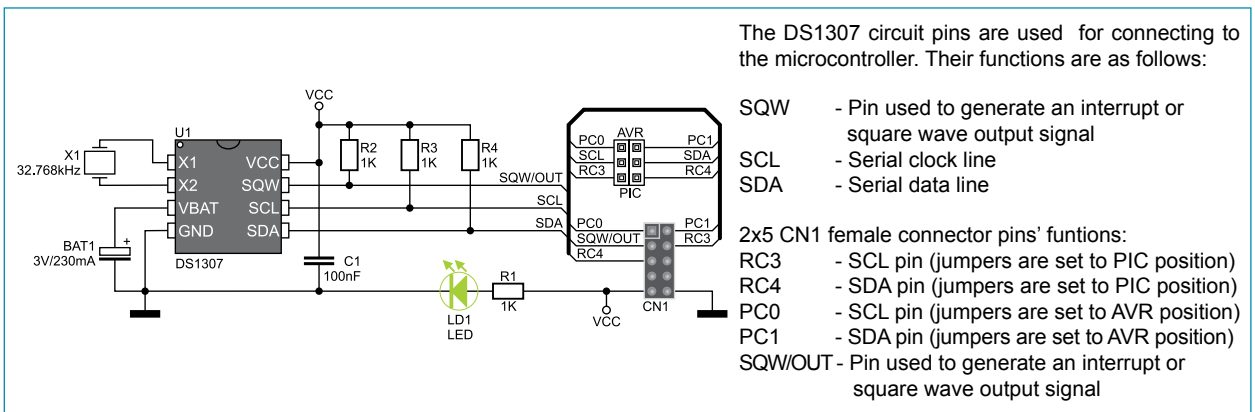 The DS1307 circuit pins are used for connecting to
the microcontroller. Their functions are as follows:
SQW - Pin used to generate an interrupt or
square wave output signal
SCL - Serial clock line
SDA - Serial data line
2x5 CN1 female connector pins' funtions:
RC3 - SCL pin (jumpers are set to PIC position)
RC4 - SDA pin (jumpers are set to PIC position)
PC0 - SCL pin (jumpers are set to AVR position)
PC1 - SDA pin (jumpers are set to AVR position)
SQW/OUT - Pin used to generate an interrupt or
square wave output signal
VCC
U1
X1
32.768kHz
X1
VCC
X2
SQW
VBAT
SCL
GND
SDA
DS1307
BAT1
+
3V/230mA
R2
1K
R3
1K
R4
1K
C1
100nF
LD1
LED
R1
1K
VCC
CN1
SQW/OUT
SCL
SDA
AVR
PC0
PC1
SCL
SDA
RC3
RC4
PIC
PC0
PC1
SQW/OUT
RC3
RC4